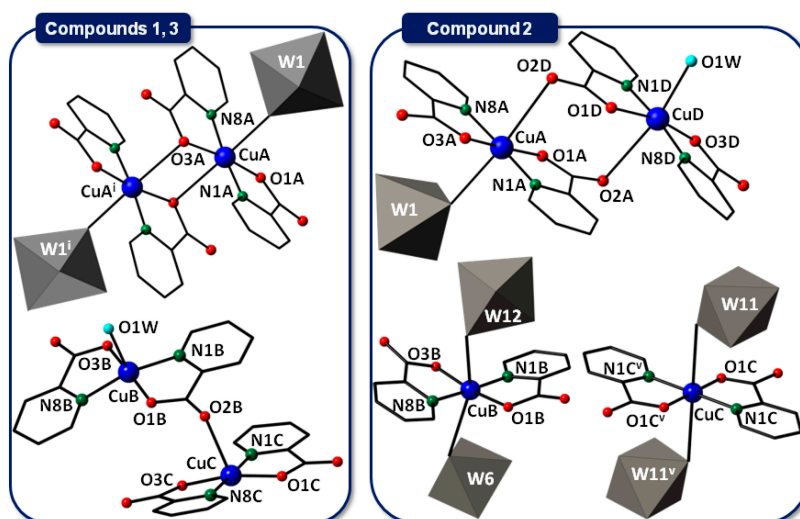 Compounds 1, 3
W1
N8A
O3A
CuA
CuAⁱ
O1A
N1A
W1ⁱ
O1W
O3B
N1B
CuB
N8B
O1B
O2B
N1C
CuC
O3C
O1C
N8C
Compound 2
O2D
O1W
N1D
N8A
O1D
CuD
CuA
O3A
O3D
O1A
N8D
N1A
O2A
W1
W12
W11
O3B
N1B
N1Cᵛ
O1C
N8B
CuB
O1B
O1Cᵛ
CuC
N1C
W6
W11ᵛ